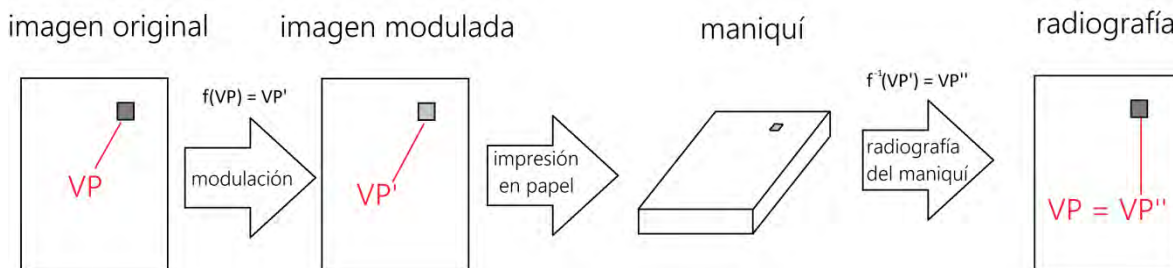 imagen original
imagen modulada
maniquí
radiografía
f(VP) = VP'
f⁻¹(VP') = VP''
VP
modulación
VP'
impresión
en papel
radiografía
del maniquí
VP = VP''